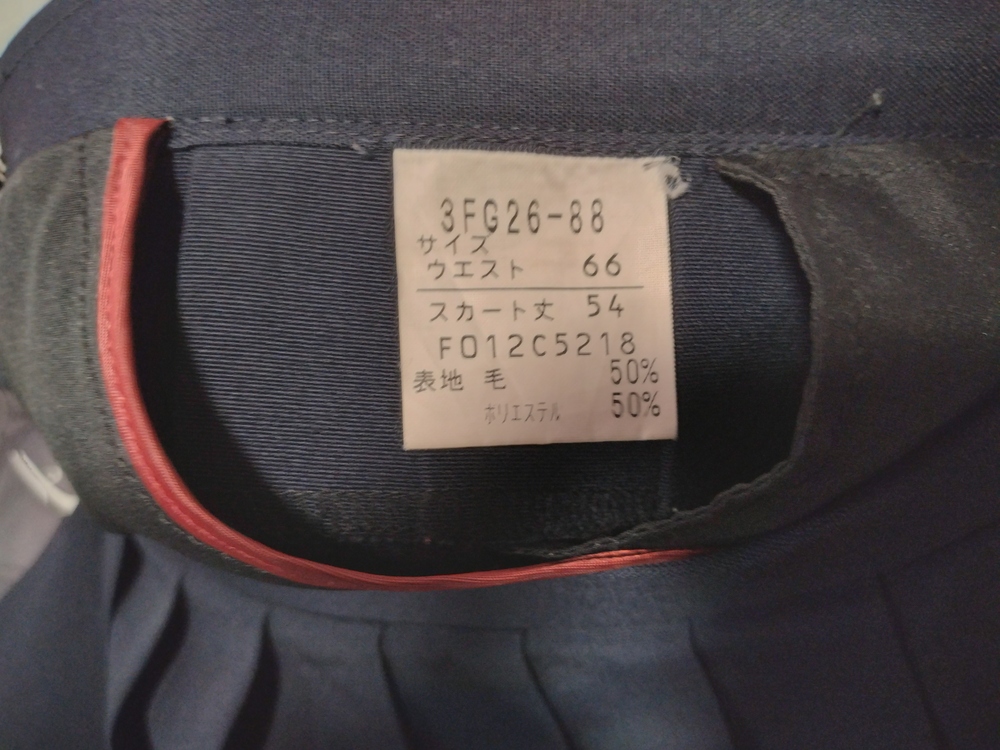 3FG26-88
サイズ
ウエスト 66
スカート丈 54
F012C5218
表地 毛 50%
ポリエステル 50%